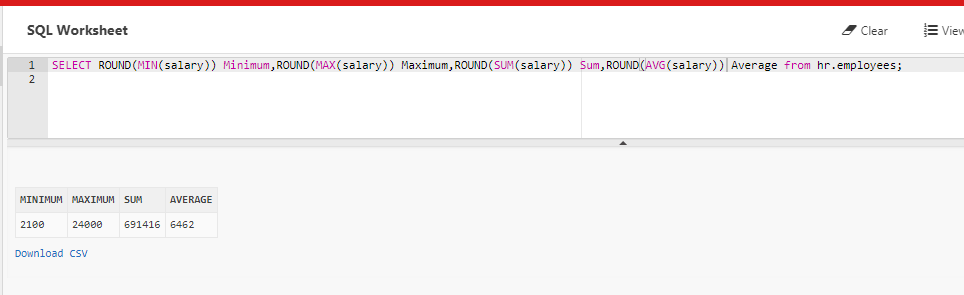 SQL Worksheet
Clear
View
1 SELECT ROUND(MIN(salary)) Minimum,ROUND(MAX(salary)) Maximum,ROUND(SUM(salary)) Sum,ROUND(AVG(salary)) Average from hr.employees;
2
MINIMUM MAXIMUM SUM AVERAGE
2100 24000 691416 6462
Download CSV